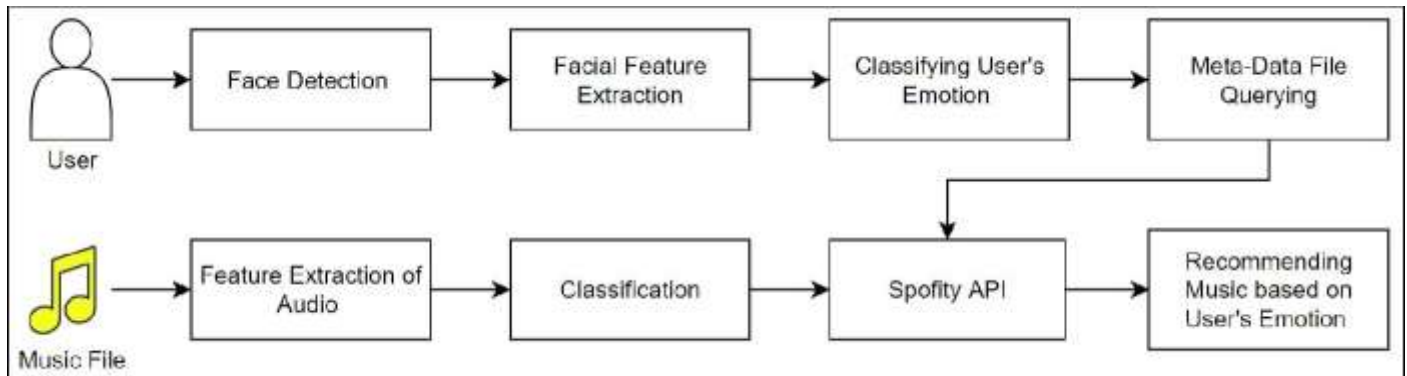 Face Detection
Facial Feature
Extraction
Classifying User's
Emotion
Meta-Data File
Querying
User
Feature Extraction of
Audio
Classification
Spofity API
Recommending
Music based on
User's Emotion
Music File